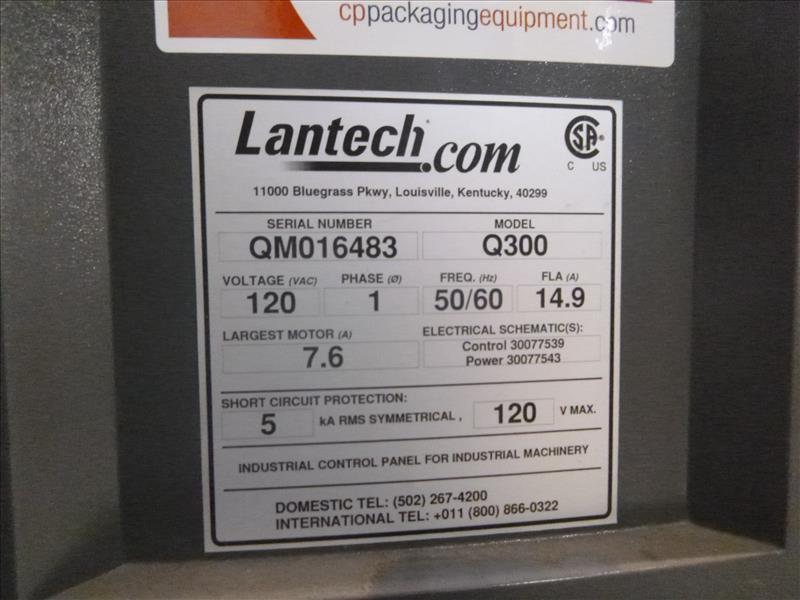 cppackagingequipment.com
Lantech.com
SA
C US
11000 Bluegrass Pkwy, Louisville, Kentucky, 40299
SERIAL NUMBER MODEL
QM016483 Q300
VOLTAGE (VAC) PHASE (Ø) FREQ. (Hz) FLA (A)
120 1 50/60 14.9
LARGEST MOTOR (A) ELECTRICAL SCHEMATIC(S):
7.6 Control 30077539
Power 30077543
SHORT CIRCUIT PROTECTION:
5 kA RMS SYMMETRICAL , 120 V MAX.
INDUSTRIAL CONTROL PANEL FOR INDUSTRIAL MACHINERY
DOMESTIC TEL: (502) 267-4200
INTERNATIONAL TEL: +011 (800) 866-0322